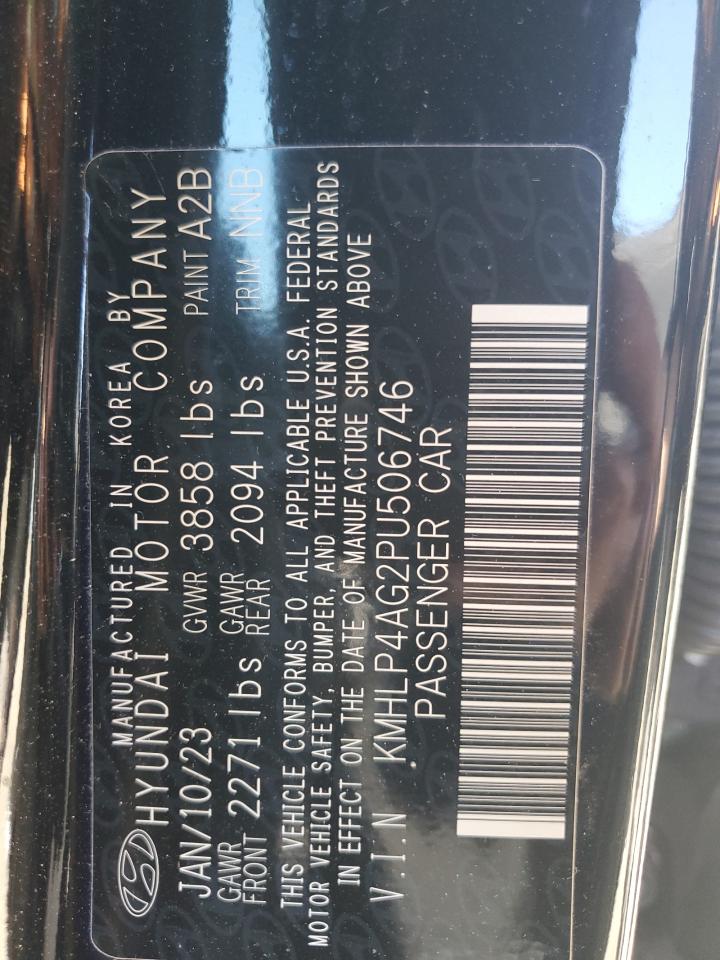 MANUFACTURED IN KOREA BY
HYUNDAI MOTOR COMPANY
JAN/10/23 GVWR 3858 lbs PAINT A2B
GAWR FRONT 2271 lbs GAWR REAR 2094 lbs TRIM NNB
THIS VEHICLE CONFORMS TO ALL APPLICABLE U.S.A. FEDERAL
MOTOR VEHICLE SAFETY, BUMPER, AND THEFT PREVENTION STANDARDS
IN EFFECT ON THE DATE OF MANUFACTURE SHOWN ABOVE
V.I.N .KMHLP4AG2PU506746
PASSENGER CAR